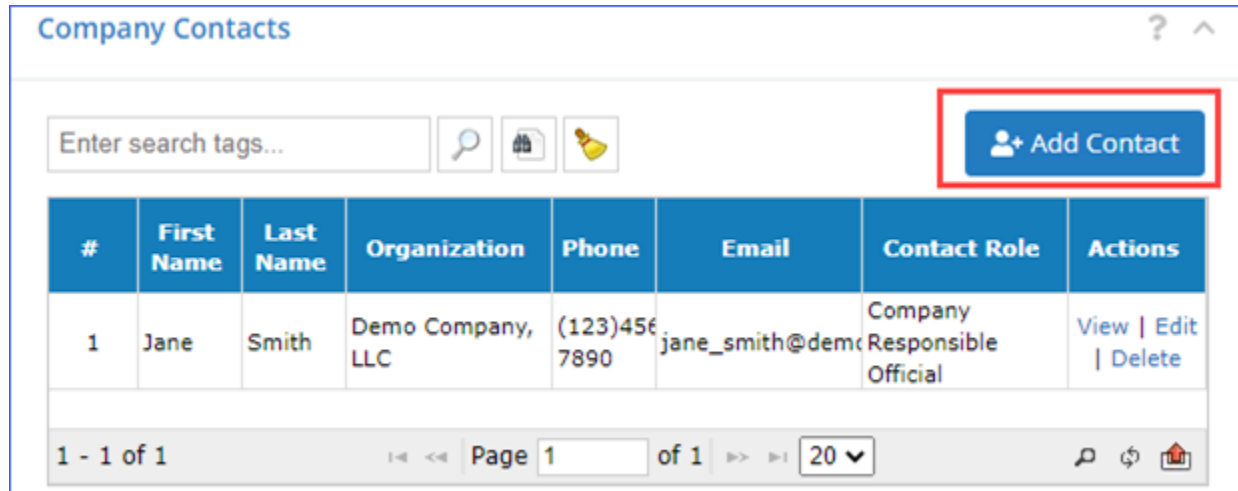 Company Contacts ?
Enter search tags... Add Contact
# First Name Last Name Organization Phone Email Contact Role Actions
1 Jane Smith Demo Company, LLC (123)456 7890 jane_smith@demo Company Responsible Official View | Edit | Delete
1 - 1 of 1 Page 1 of 1 20